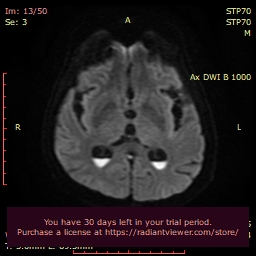 Im: 13/50
Se: 3
STP70
STP70
M
A
Ax DWI B 1000
R
L
You have 30 days left in your trial period.
Purchase a license at https://radiantviewer.com/store/